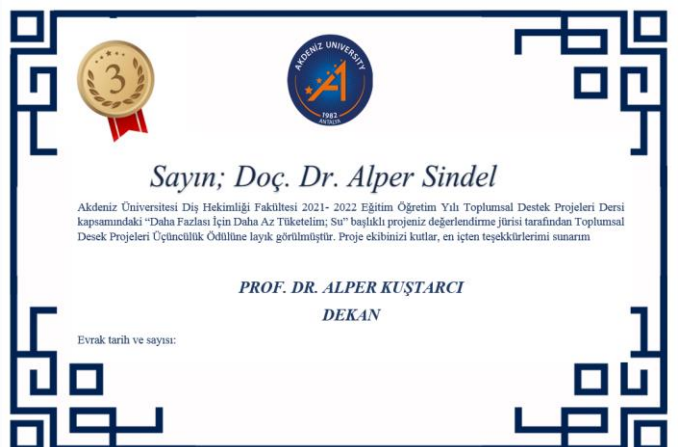 3
AKDENİZ UNIVERSITY
1982
ANTALYA
Sayın; Doç. Dr. Alper Sindel
Akdeniz Üniversitesi Diş Hekimliği Fakültesi 2021- 2022 Eğitim Öğretim Yılı Toplumsal Destek Projeleri Dersi
kapsamındaki “Daha Fazlası İçin Daha Az Tüketelim; Su” başlıklı projeniz değerlendirme jürisi tarafından Toplumsal
Desek Projeleri Üçüncülük Ödülüne layık görülmüştür. Proje ekibinizi kutlar, en içten teşekkürlerimi sunarım
PROF. DR. ALPER KUŞTARCI
DEKAN
Evrak tarih ve sayısı: